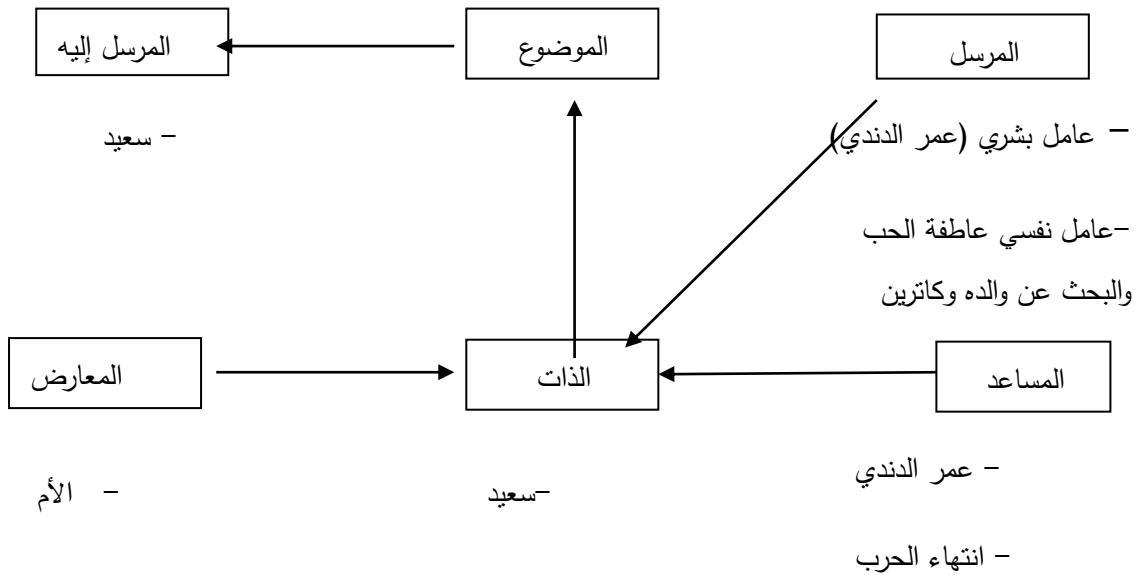 المرسل
الموضوع
المرسل إليه
– عامل بشري (عمر الدندي)
– سعيد
–عامل نفسي عاطفة الحب
والبحث عن والده وكاترين
المساعد
الذات
المعارض
– عمر الدندي
–سعيد
– الأم
– انتهاء الحرب